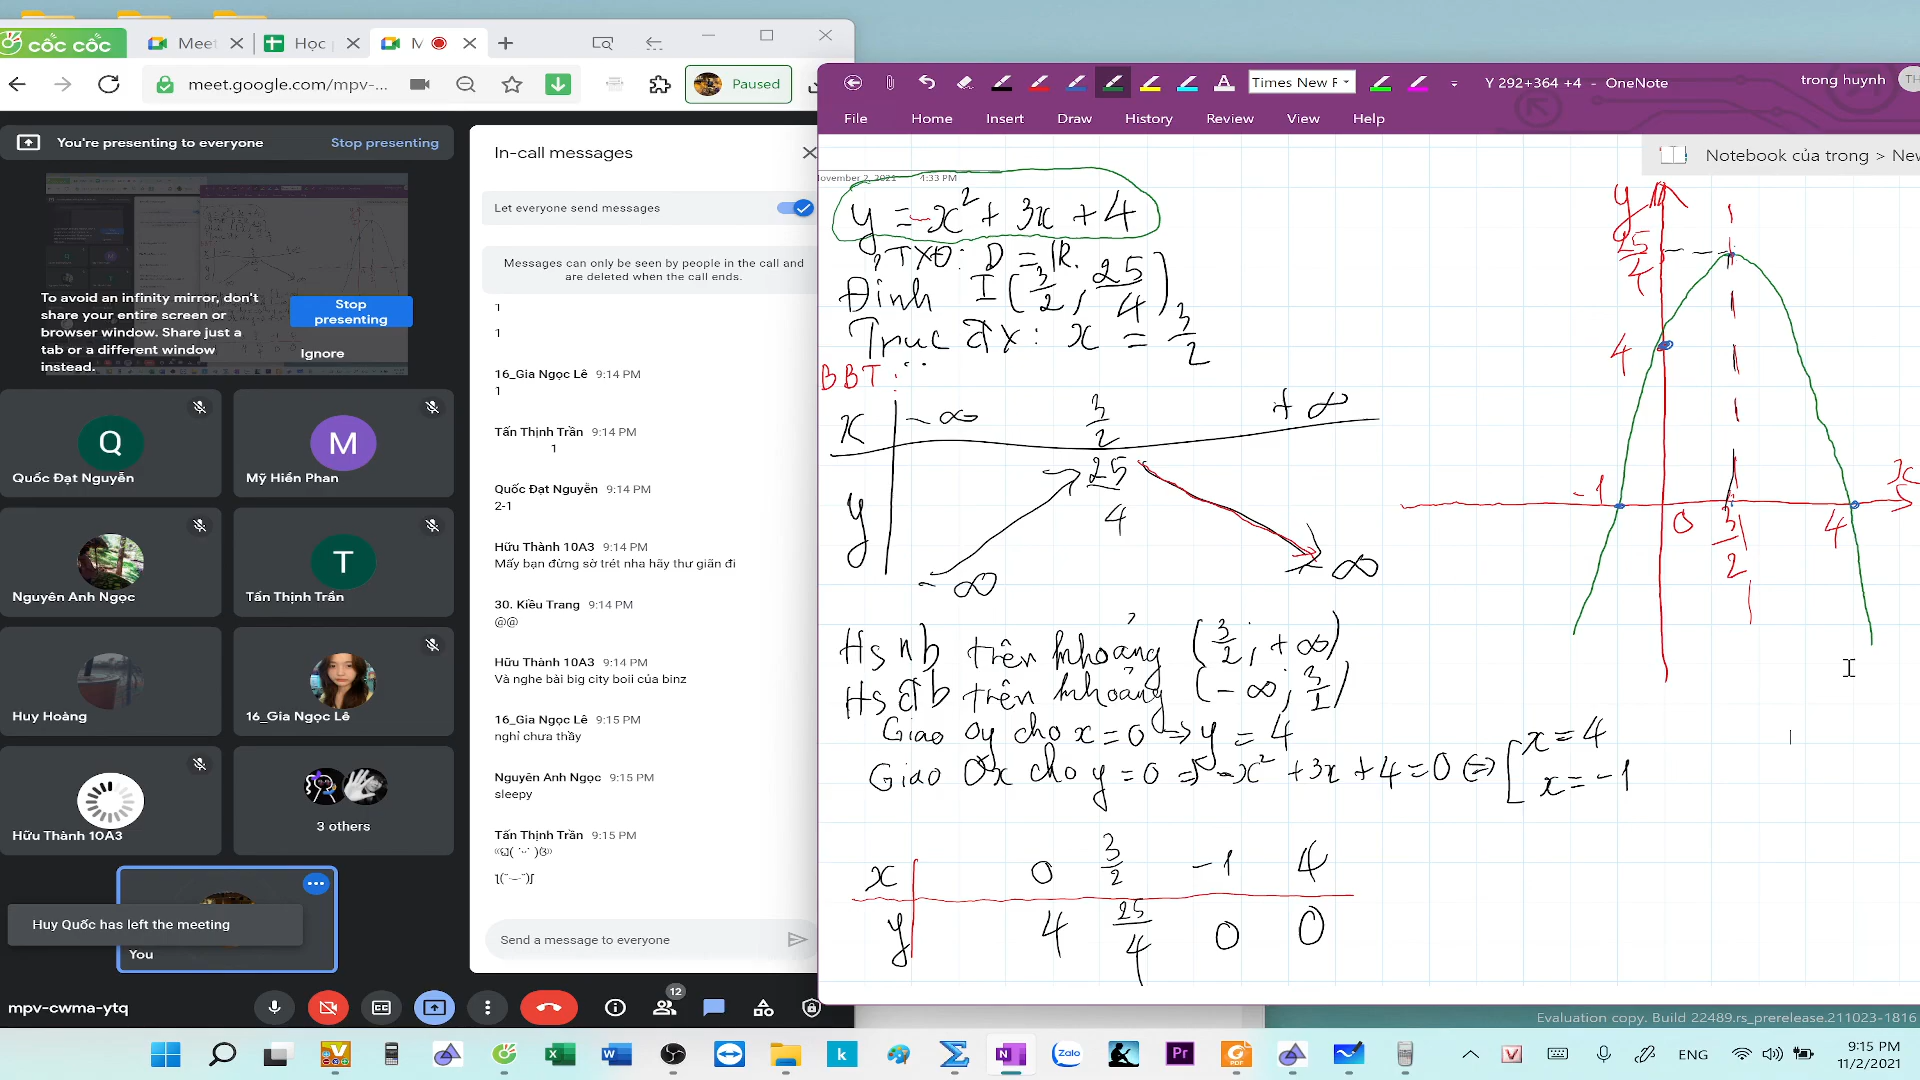 cốc cốc
Meet
Học
M
meet.google.com/mpv-...
Paused
You're presenting to everyone
Stop presenting
To avoid an infinity mirror, don't
share your entire screen or
browser window. Share just a
tab or a different window
instead.
Stop
presenting
Ignore
Q
Quốc Đạt Nguyễn
M
Mỹ Hiền Phan
Nguyên Anh Ngọc
T
Tấn Thịnh Trần
Huy Hoàng
16_Gia Ngọc Lê
Hữu Thành 10A3
3 others
Huy Quốc has left the meeting
You
mpv-cwma-ytq
12
In-call messages
Let everyone send messages
Messages can only be seen by people in the call and
are deleted when the call ends.
1
1
16_Gia Ngọc Lê 9:14 PM
1
Tấn Thịnh Trần 9:14 PM
1
Quốc Đạt Nguyễn 9:14 PM
2-1
Hữu Thành 10A3 9:14 PM
Mấy bạn đừng sờ trét nha hãy thư giãn đi
30. Kiều Trang 9:14 PM
@@
Hữu Thành 10A3 9:14 PM
Và nghe bài big city boii của binz
16_Gia Ngọc Lê 9:15 PM
nghỉ chưa thầy
Nguyên Anh Ngọc 9:15 PM
sleepy
Tấn Thịnh Trần 9:15 PM
Send a message to everyone
Times New F
Y 292+364 +4 - OneNote
trong huynh
TH
File Home Insert Draw History Review View Help
Notebook của trong > New
November 2, 2021 4:33 PM
y = -x² + 3x + 4
TXĐ: D = ℝ.
Đỉnh I(3/2, 25/4)
Trục đx: x = 3/2
BBT:
x -∞ 3/2 +∞
y -∞ 25/4 -∞
Hs nb trên khoảng (3/2; +∞)
Hs đb trên khoảng (-∞; 3/2)
Giao Oy cho x = 0 ⇒ y = 4
Giao Ox cho y = 0 ⇒ -x² + 3x + 4 = 0 ⇔ [ x = 4
x = -1
x 0 3/2 -1 4
y 4 25/4 0 0
y
25/4
4
-1
0
3/2
4
x
Evaluation copy. Build 22489.rs_prerelease.211023-1816
Zalo
Pr
ENG
9:15 PM
11/2/2021